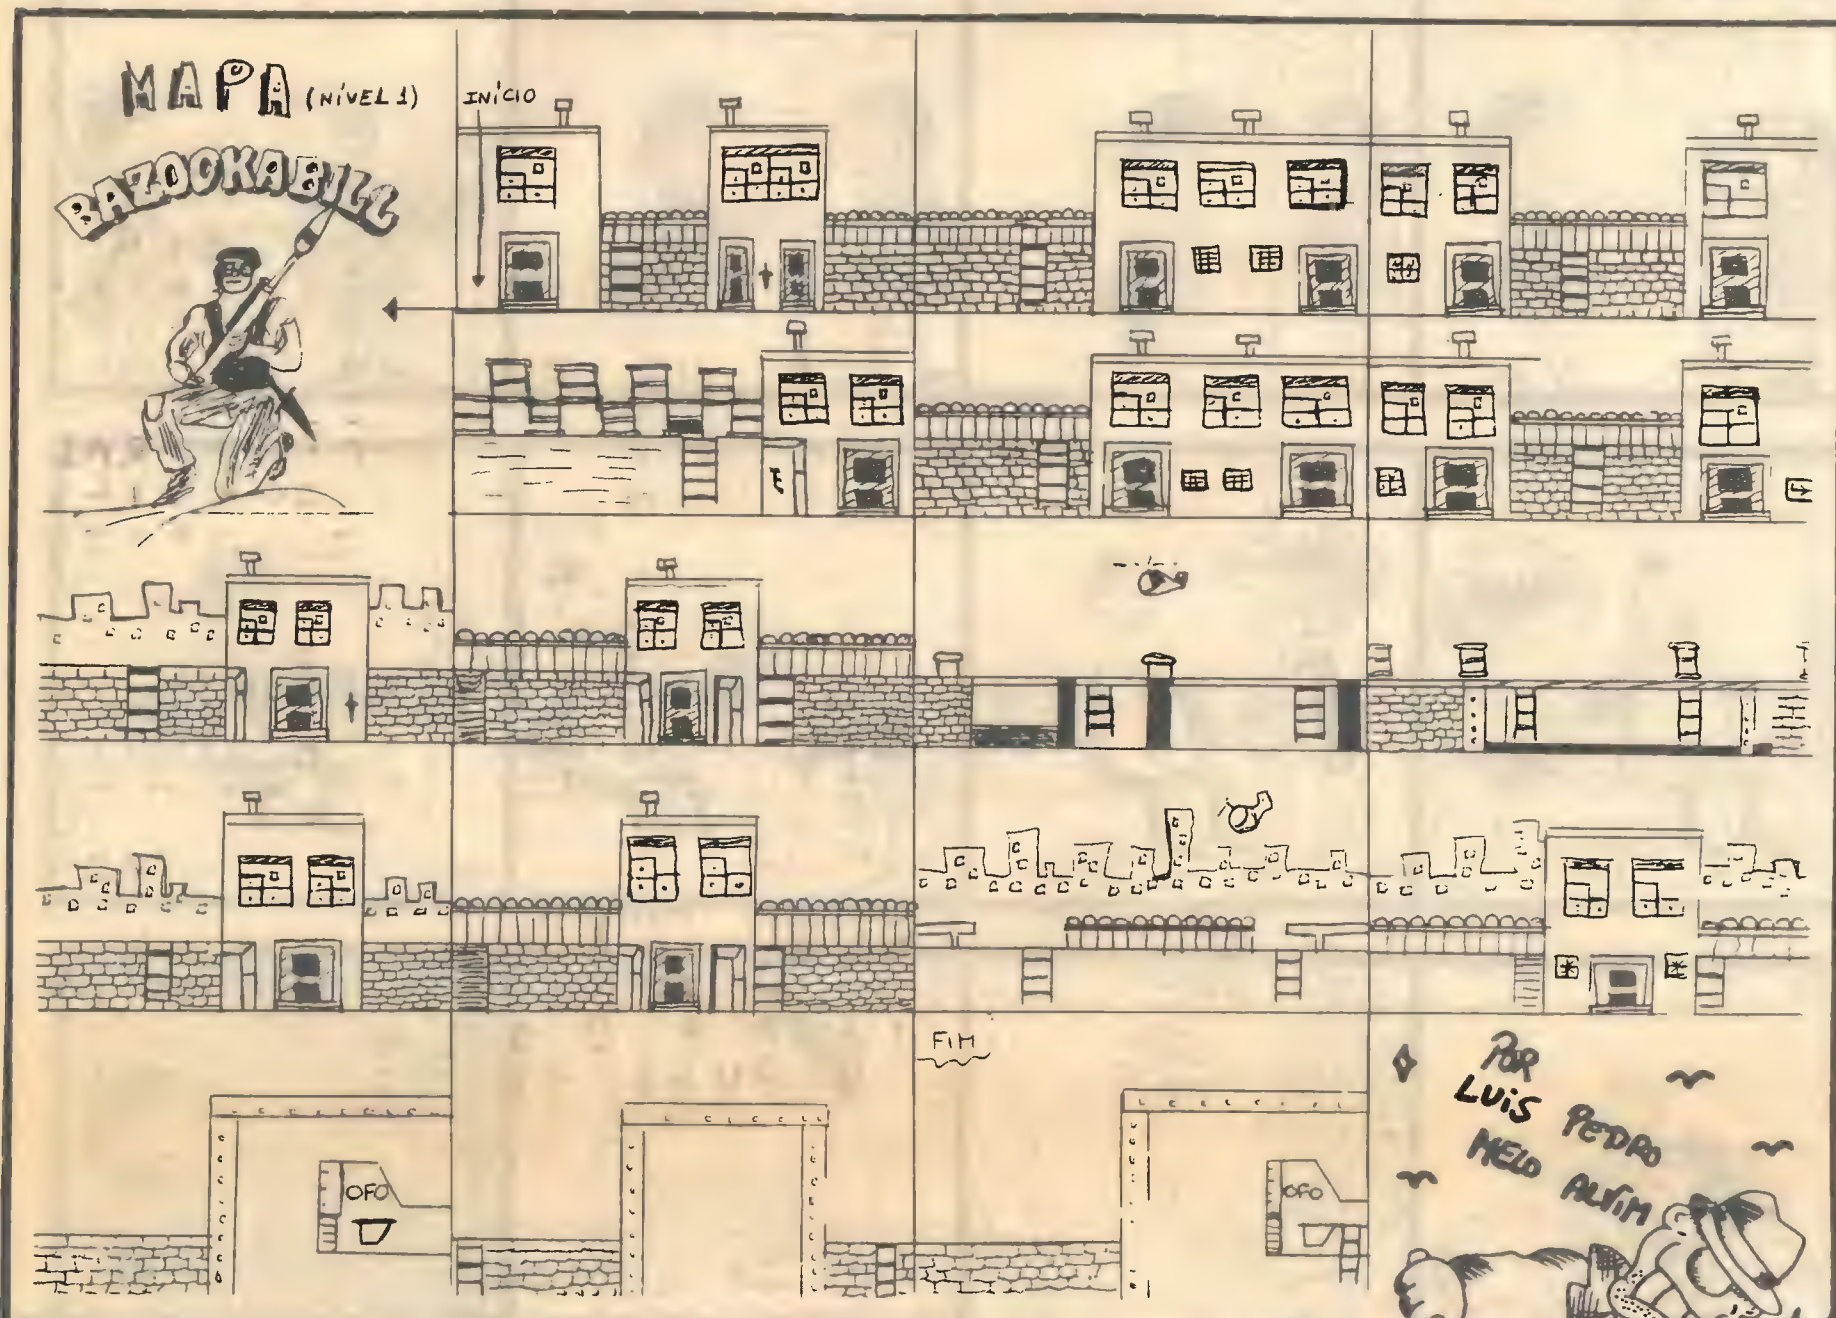 MAPA (NÍVEL 1)
BAZOOKABILL
INÍCIO
FIM
OFO
OFO
POR
LUIS PEDRO
MELO ALVIM